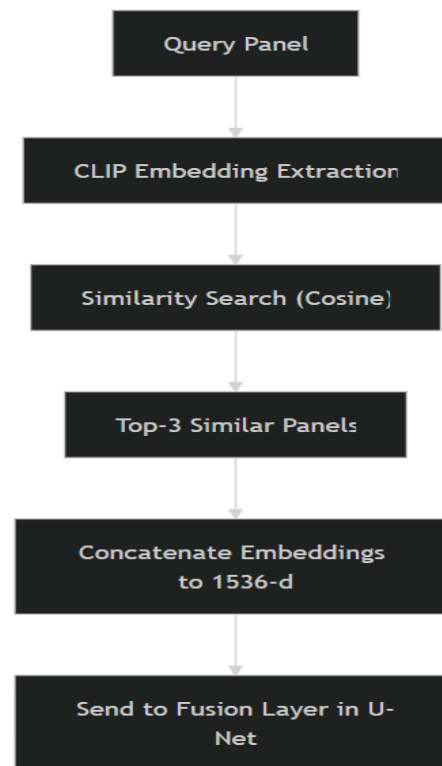 Query Panel
CLIP Embedding Extraction
Similarity Search (Cosine)
Top-3 Similar Panels
Concatenate Embeddings
to 1536-d
Send to Fusion Layer in U-
Net